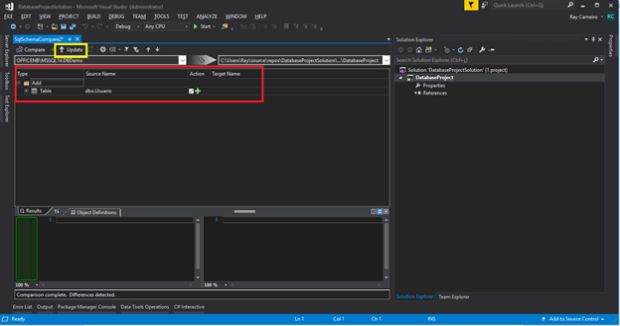 DatabaseProjectSolution - Microsoft Visual Studio (Administrator)
Quick Launch (Ctrl+Q)
FILE EDIT VIEW PROJECT BUILD DEBUG TEAM TOOLS TEST ANALYZE WINDOW HELP
Ray Carneiro RC
Debug Any CPU Start
SqlSchemaCompare2*
Compare Update
C:\Users\Ray\source\repos\DatabaseProjectSolution\...\DatabaseProject
Type Source Name Action Target Name
Add
Table dbo.Usuario
Results Object Definitions
1 1
100 % 100 %
Comparison complete. Differences detected.
Error List Output Package Manager Console Data Tools Operations C# Interactive
Server Explorer
Toolbox
Test Explorer
Solution Explorer
Search Solution Explorer (Ctrl+ç)
Solution 'DatabaseProjectSolution' (1 project)
DatabaseProject
Properties
References
Solution Explorer Team Explorer
Properties
Ready Ln 1 Col 1 Ch 1 INS Add to Source Control